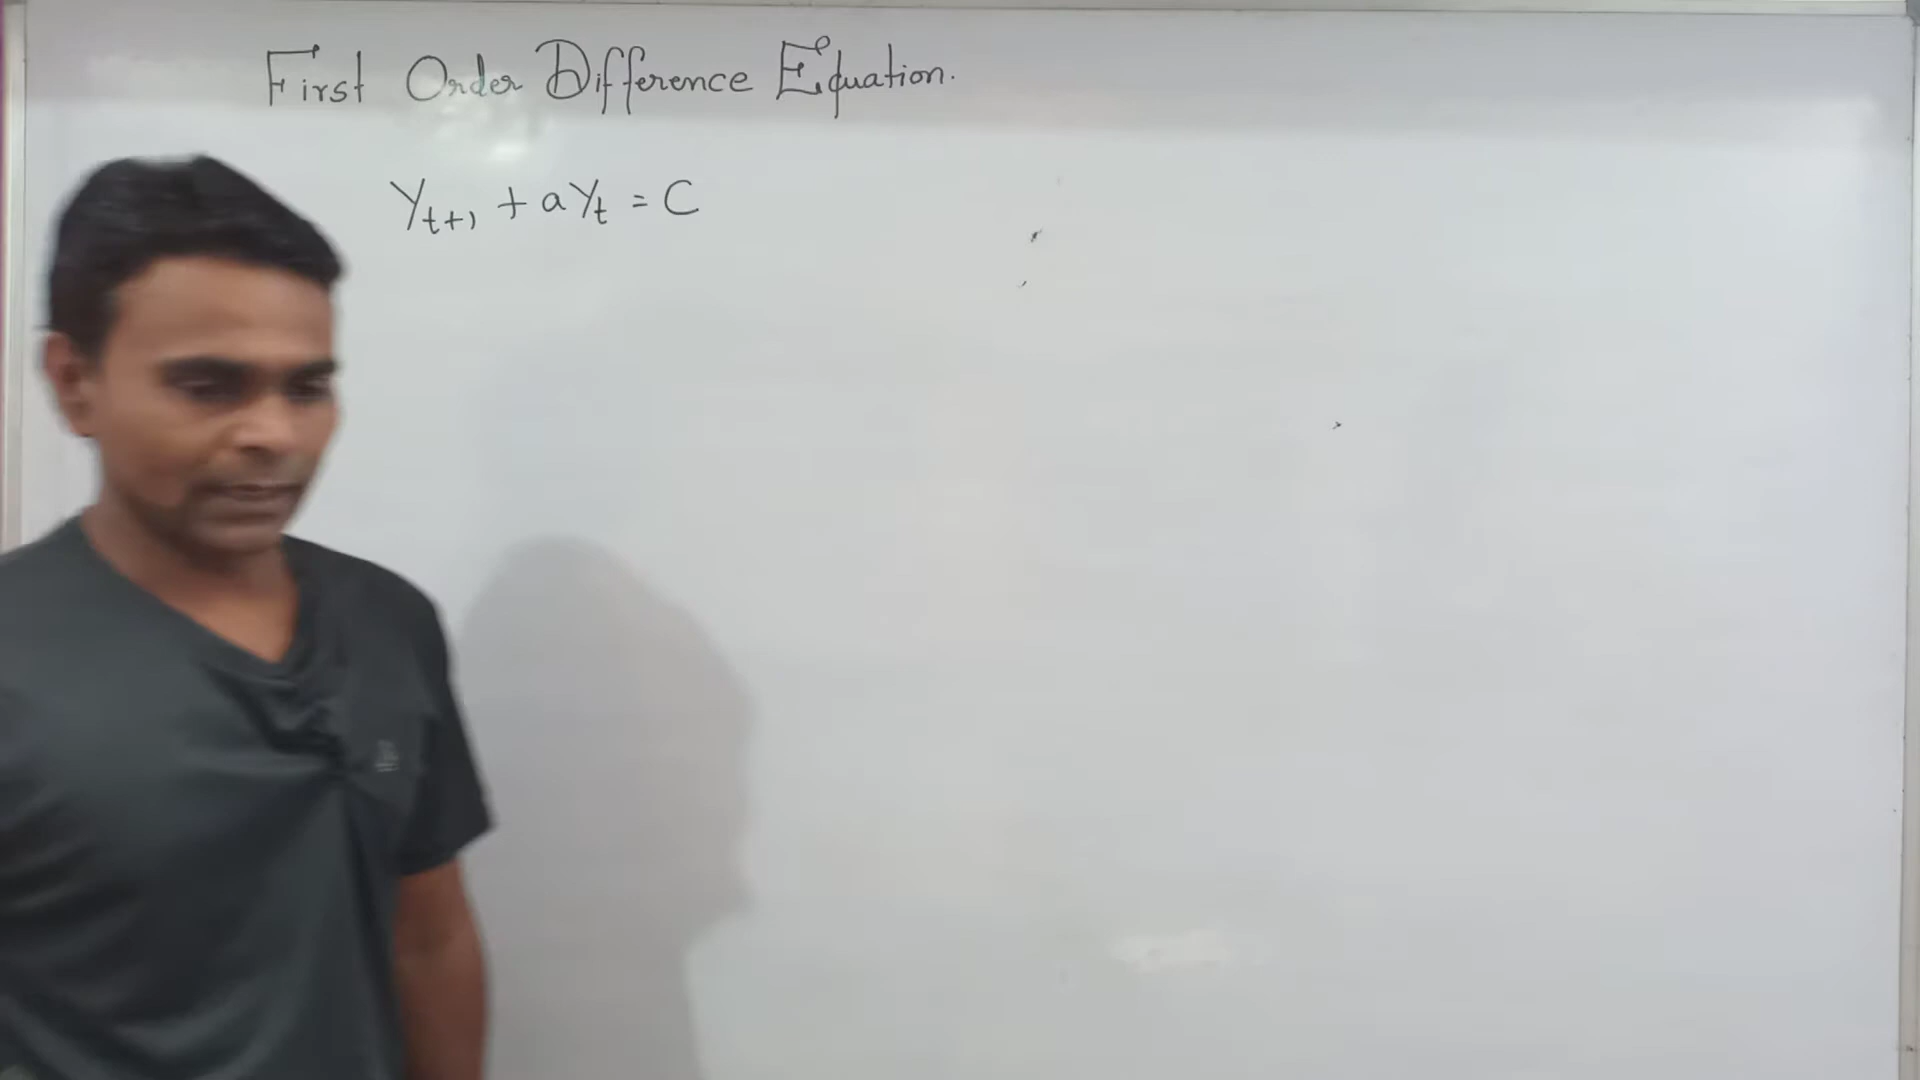 First Order Difference Equation.
Yt+1 + aYt = C